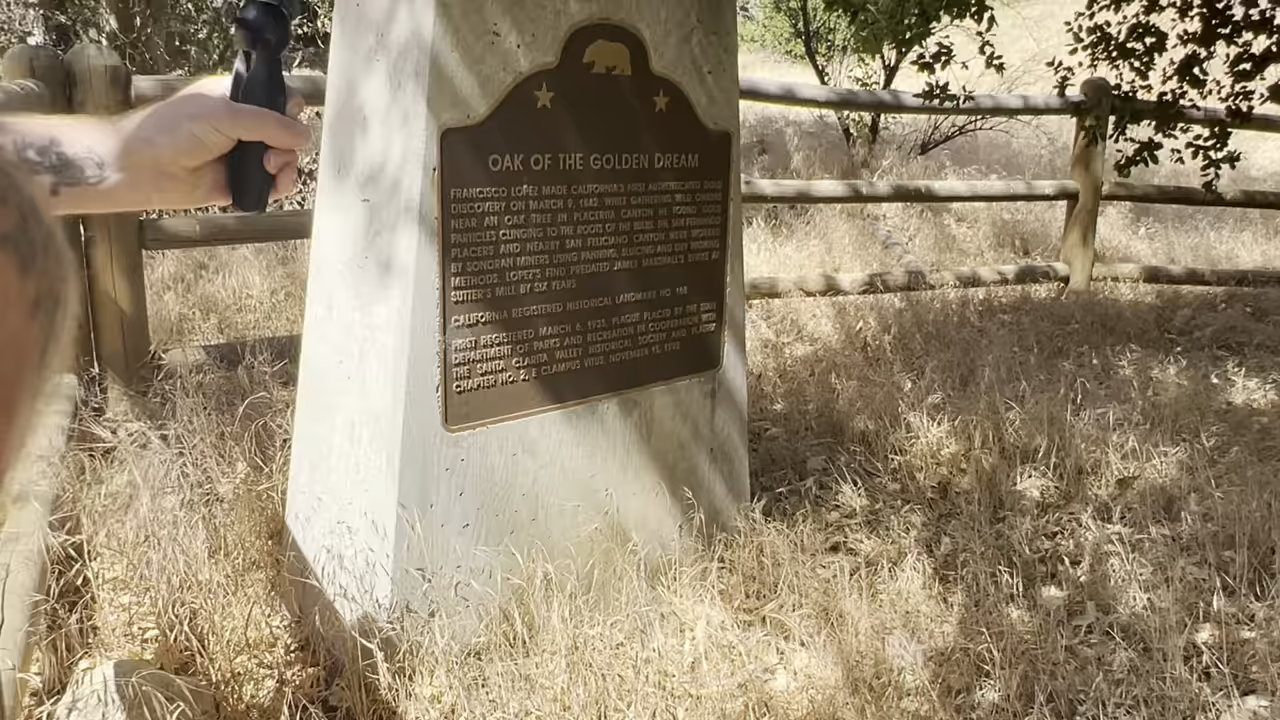 OAK OF THE GOLDEN DREAM
FRANCISCO LOPEZ MADE CALIFORNIA'S FIRST AUTHENTICATED GOLD
DISCOVERY ON MARCH 9, 1842. WHILE GATHERING WILD ONIONS
NEAR AN OAK TREE IN PLACERITA CANYON HE FOUND GOLD
PARTICLES CLINGING TO THE ROOTS OF THE BULBS. THE SAN FERNANDO
PLACERS AND NEARBY SAN FELICIANO CANYON WERE WORKED
BY SONORAN MINERS USING PANNING, SLUICING AND DRY WASHING
METHODS. LOPEZ'S FIND PREDATED JAMES MARSHALL'S STRIKE AT
SUTTER'S MILL BY SIX YEARS
CALIFORNIA REGISTERED HISTORICAL LANDMARK NO. 168
FIRST REGISTERED MARCH 6, 1935. PLAQUE PLACED BY THE STATE
DEPARTMENT OF PARKS AND RECREATION IN COOPERATION WITH
THE SANTA CLARITA VALLEY HISTORICAL SOCIETY AND
CHAPTER NO. 2, E CLAMPUS VITUS, NOVEMBER 15, 1992